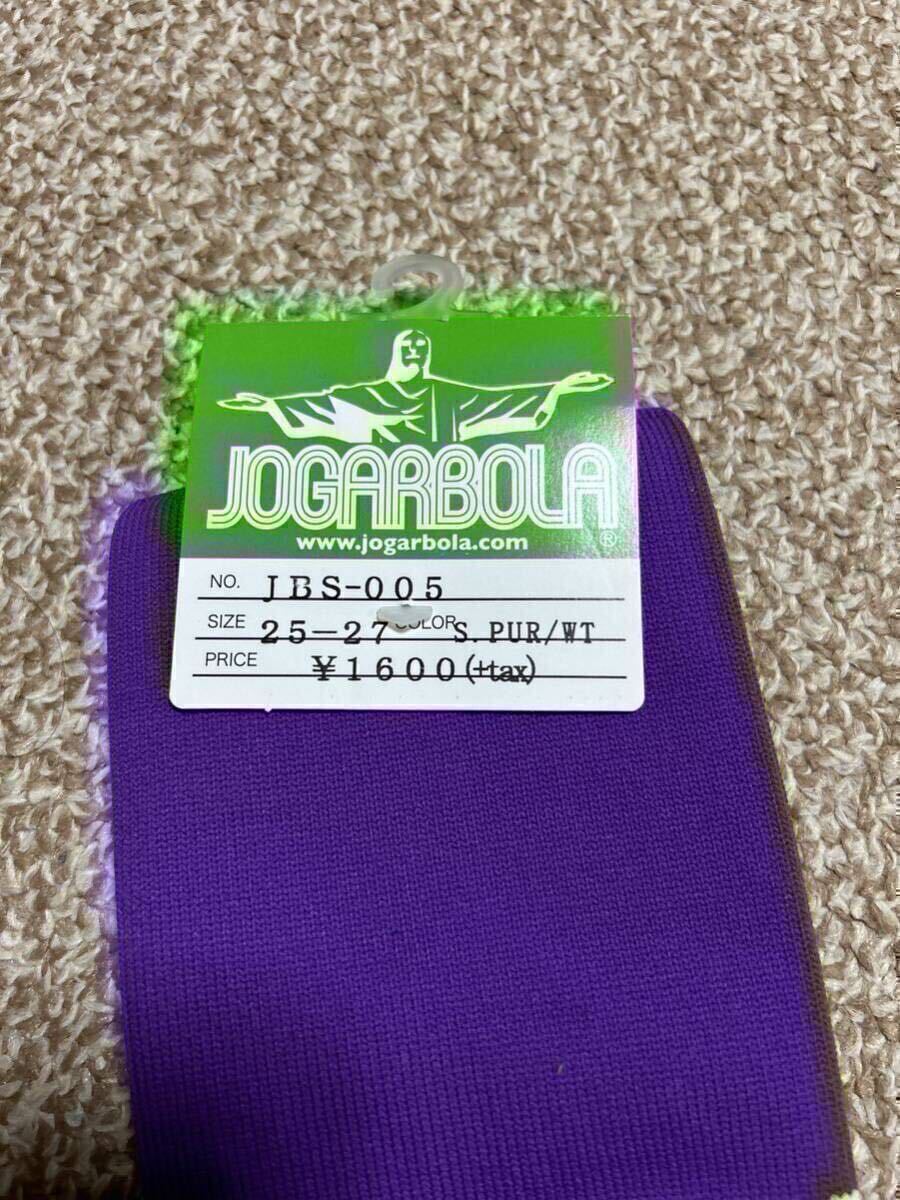 JOGARBOLA
®
www.jogarbola.com
NO. JBS-005
SIZE 25-27 COLOR S.PUR/WT
PRICE ¥1600(+tax)